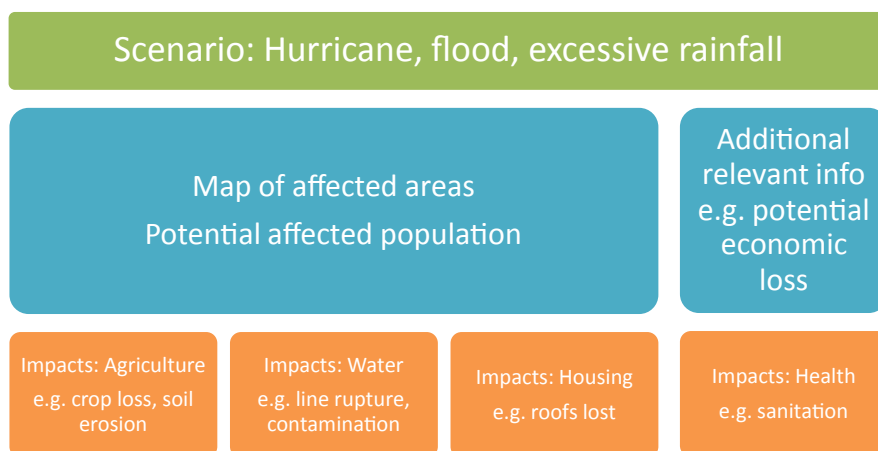 Scenario: Hurricane, flood, excessive rainfall
Map of affected areas
Potential affected population
Additional
relevant info
e.g. potential
economic
loss
Impacts: Agriculture
e.g. crop loss, soil
erosion
Impacts: Water
e.g. line rupture,
contamination
Impacts: Housing
e.g. roofs lost
Impacts: Health
e.g. sanitation